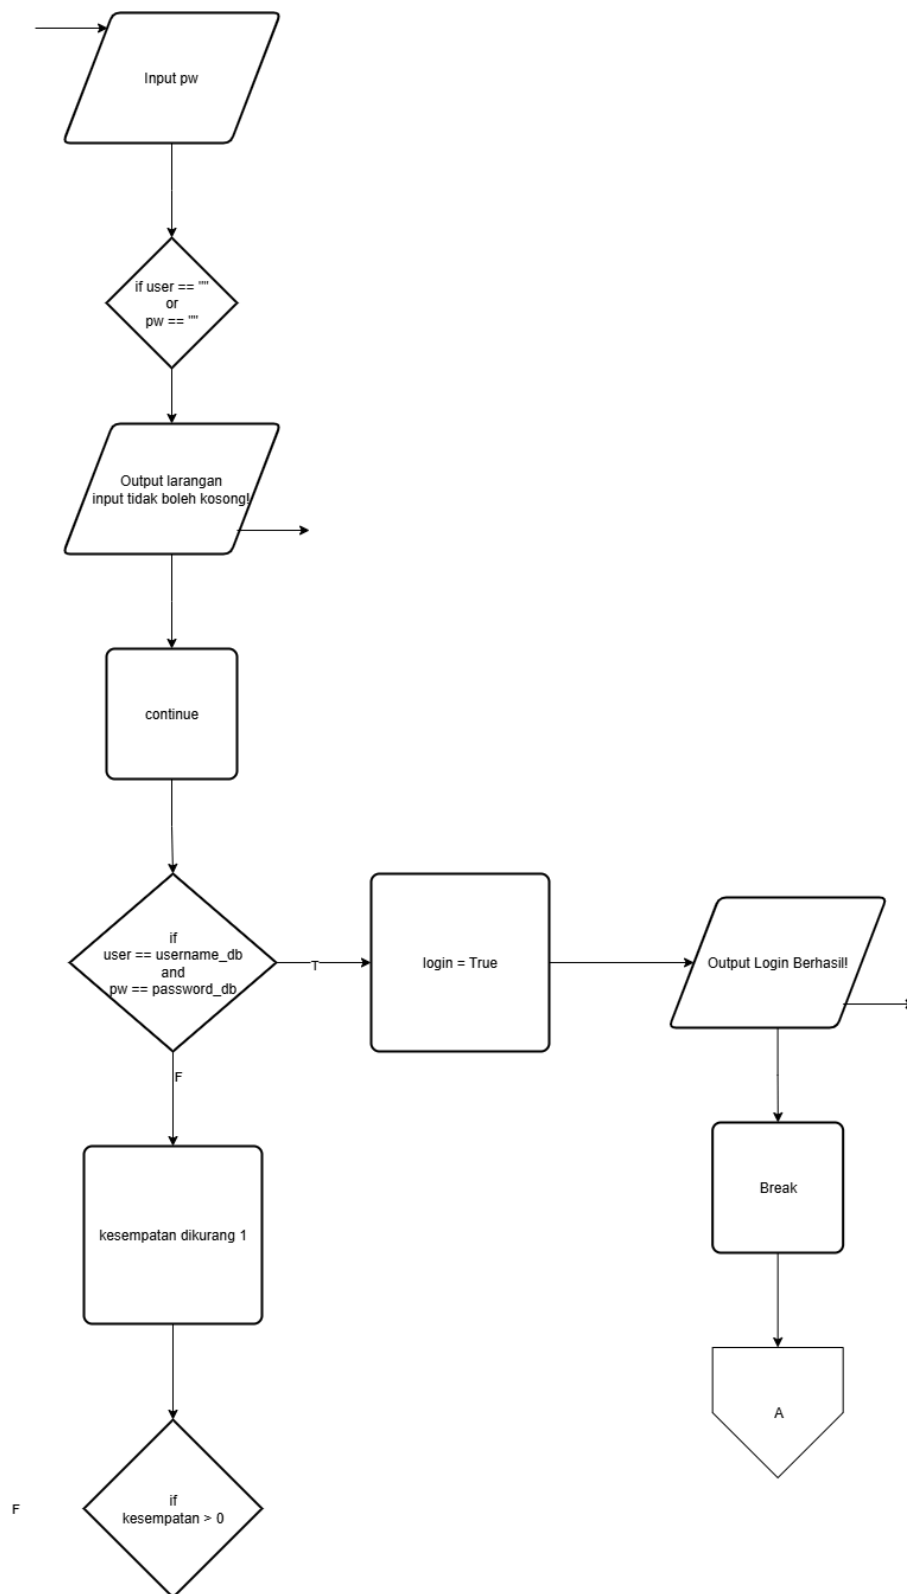 Input pw
if user == ""
or
pw == ""
Output larangan
input tidak boleh kosong!
continue
if
user == username_db
and
pw == password_db
T
login = True
Output Login Berhasil!
F
Break
kesempatan dikurang 1
A
if
kesempatan > 0
F